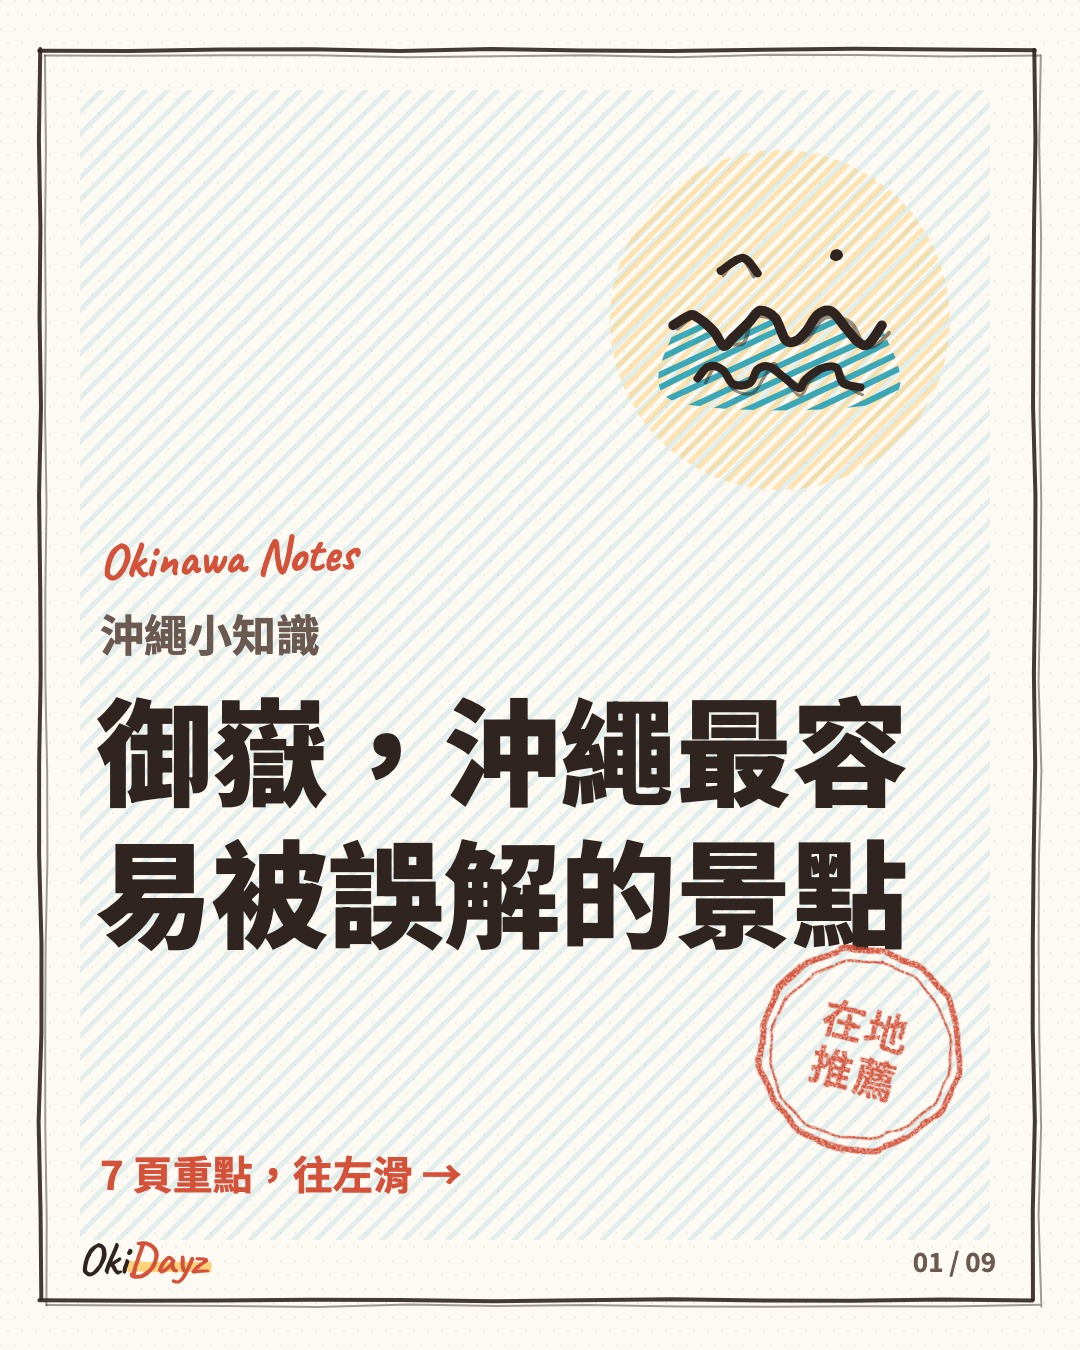 Okinawa Notes
沖繩小知識
御嶽，沖繩最容
易被誤解的景點
在地
推薦
7 頁重點，往左滑 →
OkiDayz
01 / 09